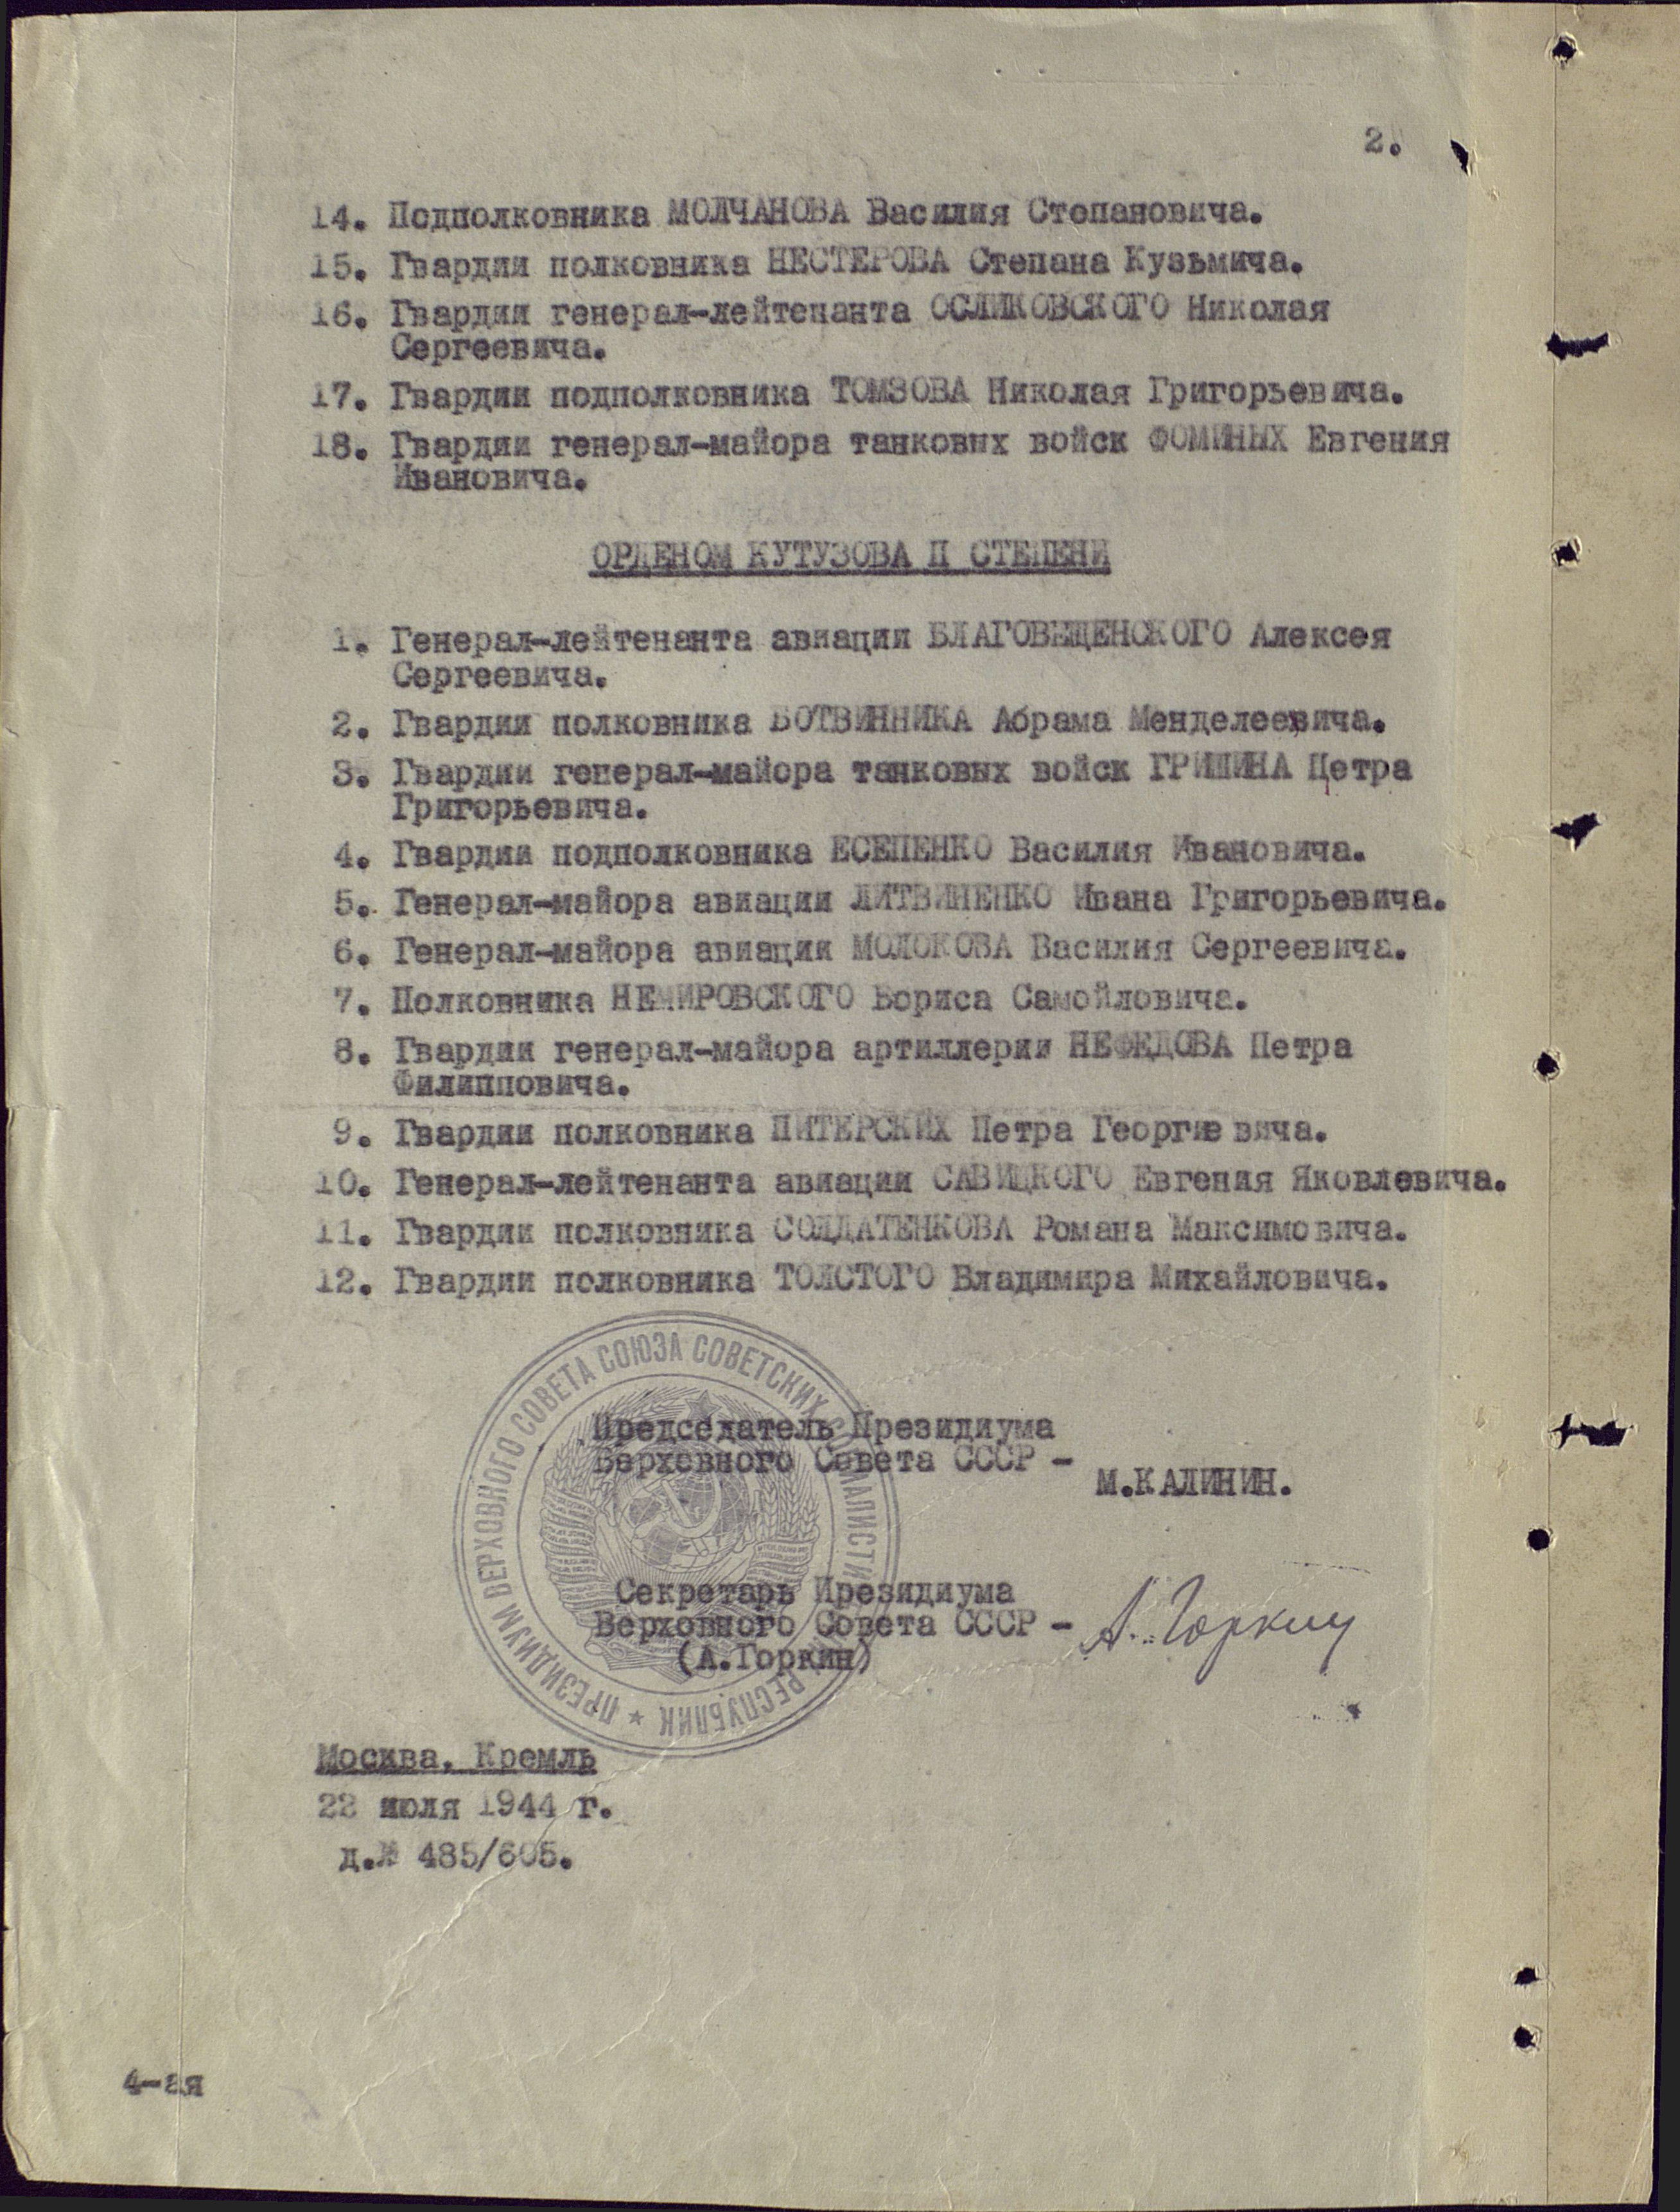 2.
14. Подполковника МОЛЧАНОВА Василия Степановича.
15. Гвардии полковника НЕСТЕРОВА Степана Кузьмича.
16. Гвардии генерал-лейтенанта ОСЛИКОВСКОГО Николая
Сергеевича.
17. Гвардии подполковника ТОМЗОВА Николая Григорьевича.
18. Гвардии генерал-майора танковых войск ФОМИНЫХ Евгения
Ивановича.
ОРДЕНОМ КУТУЗОВА II СТЕПЕНИ
1. Генерал-лейтенанта авиации БЛАГОВЕЩЕНСКОГО Алексея
Сергеевича.
2. Гвардии полковника БОТВИННИКА Абрама Менделеевича.
3. Гвардии генерал-майора танковых войск ГРИШИНА Петра
Григорьевича.
4. Гвардии подполковника ЕСЕПЕНКО Василия Ивановича.
5. Генерал-майора авиации ЛИТВИНЕНКО Ивана Григорьевича.
6. Генерал-майора авиации МОЛОКОВА Василия Сергеевича.
7. Полковника НЕМИРОВСКОГО Бориса Самойловича.
8. Гвардии генерал-майора артиллерии НЕФЕДОВА Петра
Филипповича.
9. Гвардии полковника ПИТЕРСКИХ Петра Георгиевича.
10. Генерал-лейтенанта авиации САВИЦКОГО Евгения Яковлевича.
11. Гвардии полковника СОЛДАТЕНКОВА Романа Максимовича.
12. Гвардии полковника ТОЛСТОГО Владимира Михайловича.
ПРЕЗИДИУМ ВЕРХОВНОГО СОВЕТА СОЮЗА СОВЕТСКИХ СОЦИАЛИСТИЧЕСКИХ РЕСПУБЛИК
Председатель Президиума
Верховного Совета СССР -
М.КАЛИНИН.
Секретарь Президиума
Верховного Совета СССР - А. Горкин
(А.Горкин)
Москва, Кремль
22 июля 1944 г.
д.№ 485/605.
4-ая